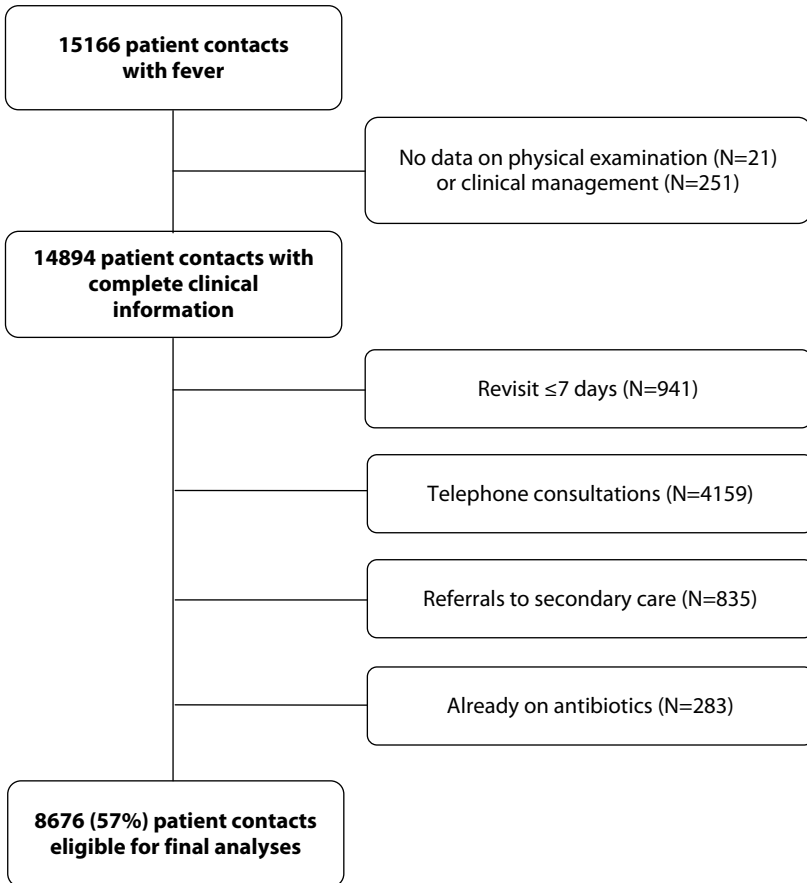 15166 patient contacts
with fever
No data on physical examination (N=21)
or clinical management (N=251)
14894 patient contacts with
complete clinical
information
Revisit ≤7 days (N=941)
Telephone consultations (N=4159)
Referrals to secondary care (N=835)
Already on antibiotics (N=283)
8676 (57%) patient contacts
eligible for final analyses